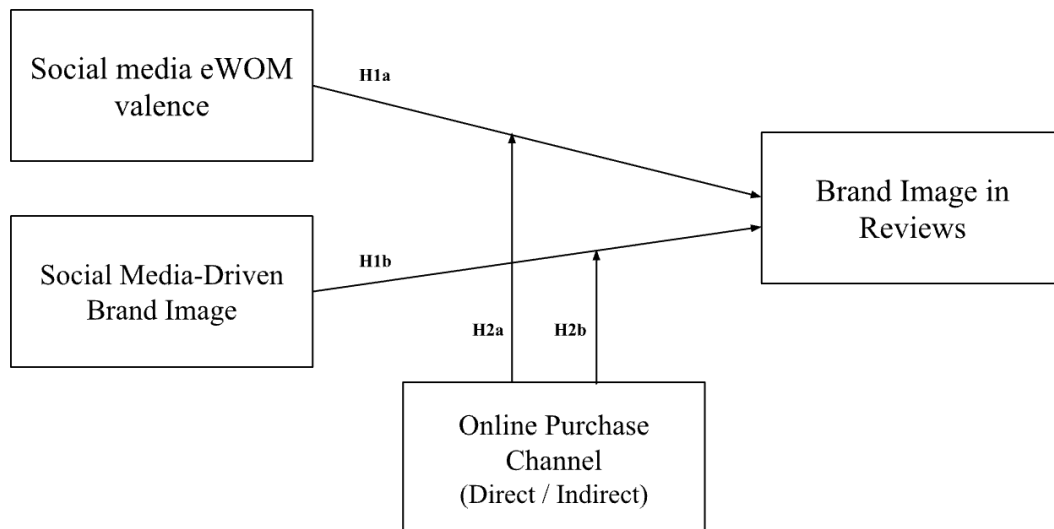 Social media eWOM
valence
H1a
Brand Image in
Reviews
Social Media-Driven
Brand Image
H1b
H2a
H2b
Online Purchase
Channel
(Direct / Indirect)